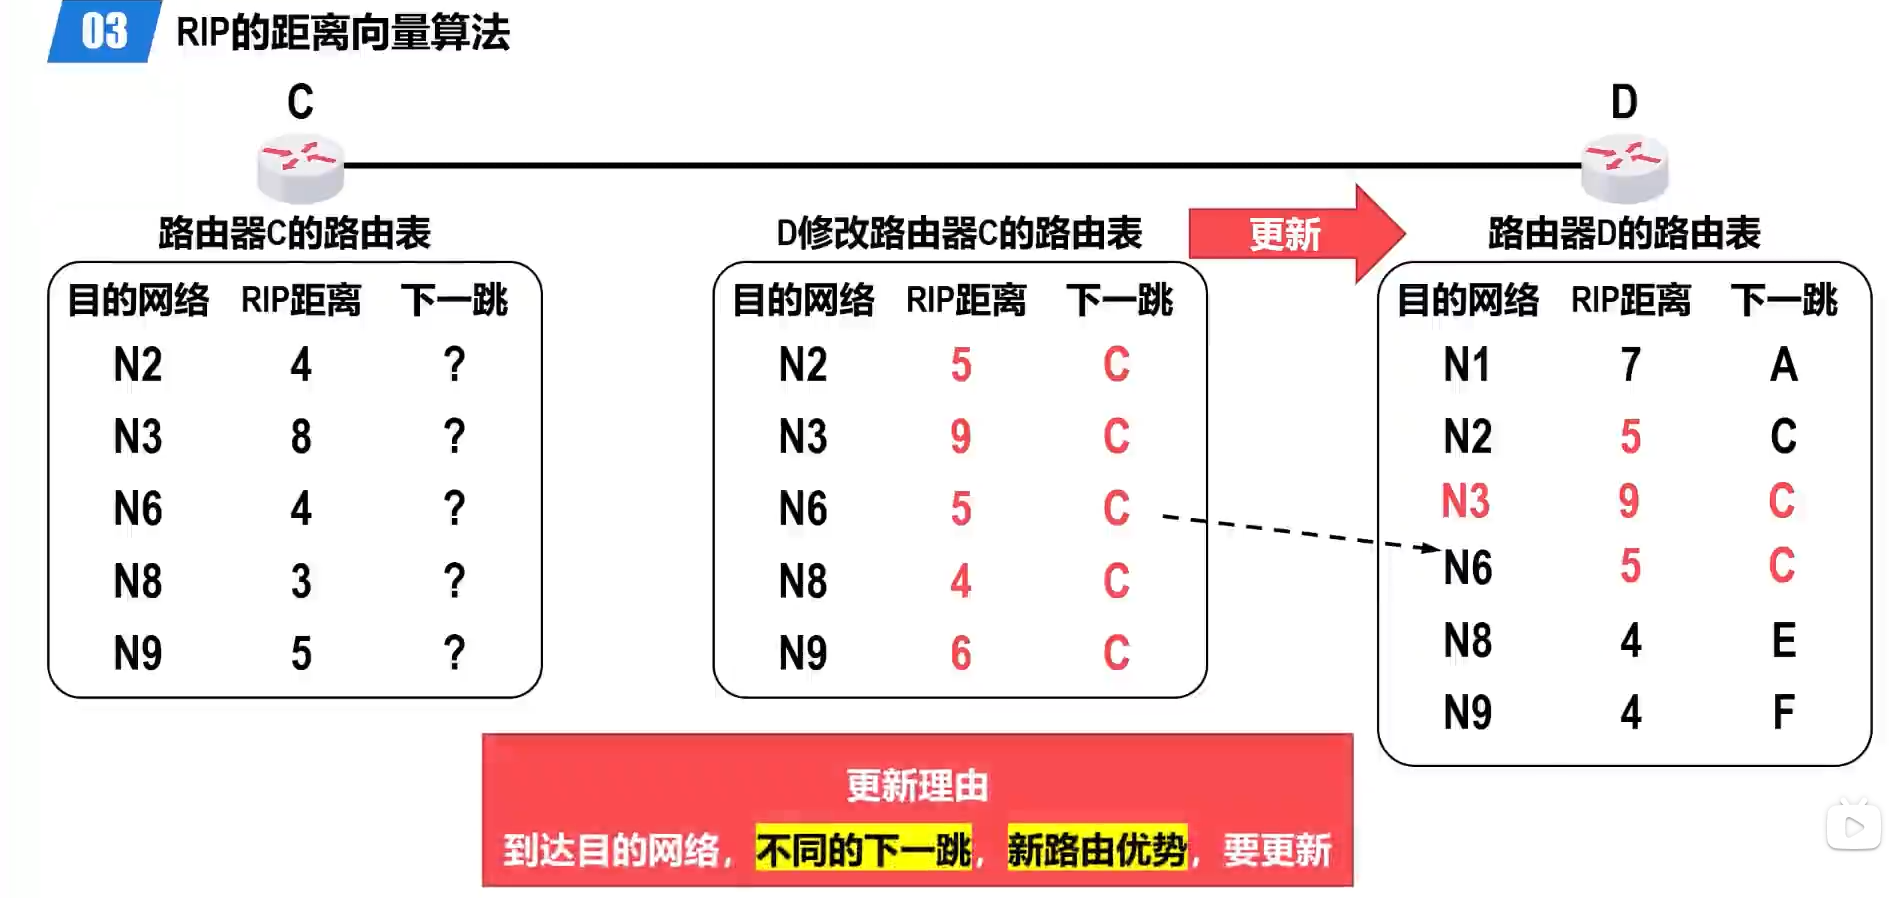 03 RIP的距离向量算法
C
D
路由器C的路由表
目的网络 RIP距离 下一跳
N2 4 ?
N3 8 ?
N6 4 ?
N8 3 ?
N9 5 ?
D修改路由器C的路由表
目的网络 RIP距离 下一跳
N2 5 C
N3 9 C
N6 5 C
N8 4 C
N9 6 C
更新
路由器D的路由表
目的网络 RIP距离 下一跳
N1 7 A
N2 5 C
N3 9 C
N6 5 C
N8 4 E
N9 4 F
更新理由
到达目的网络，不同的下一跳，新路由优势，要更新